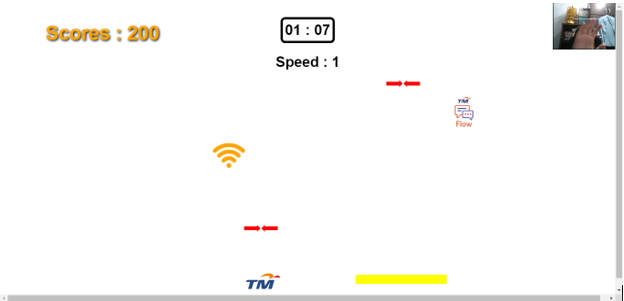 Scores : 200
01 : 07
Speed : 1
TM
Flow
TM